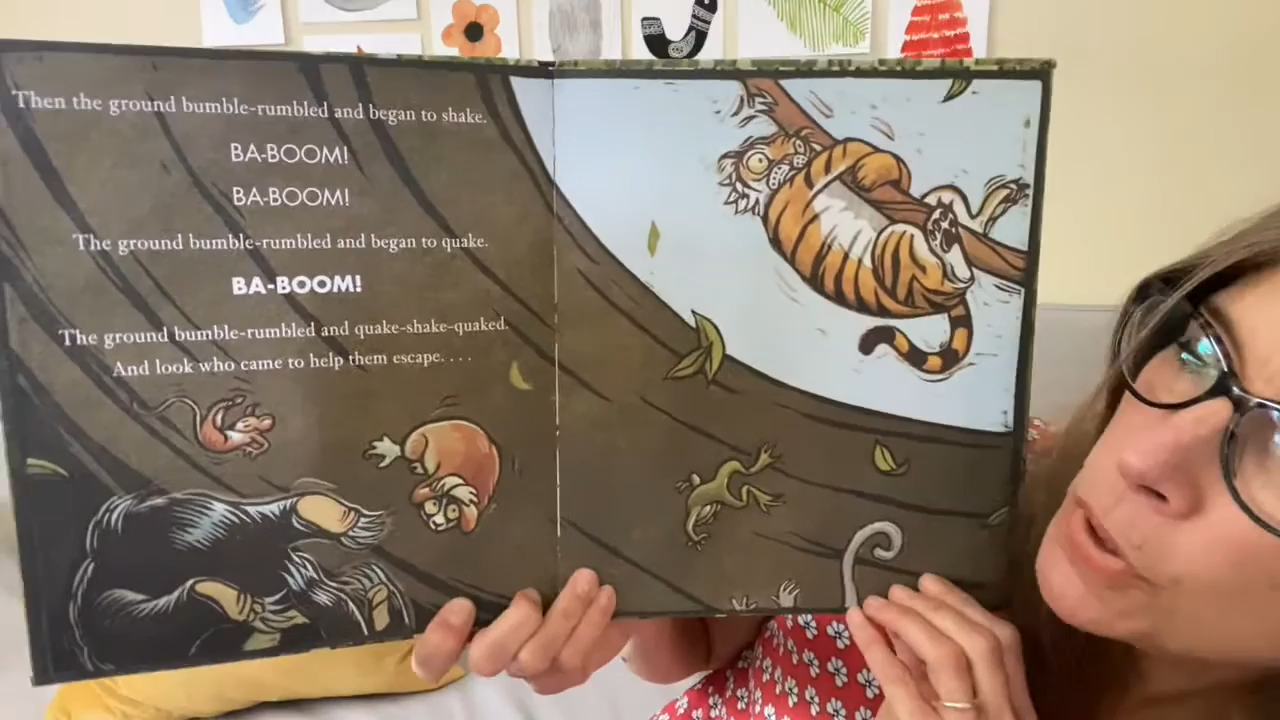 Then the ground bumble-rumbled and began to shake.
BA-BOOM!
BA-BOOM!
The ground bumble-rumbled and began to quake.
BA-BOOM!
The ground bumble-rumbled and quake-shake-quaked.
And look who came to help them escape. . . .